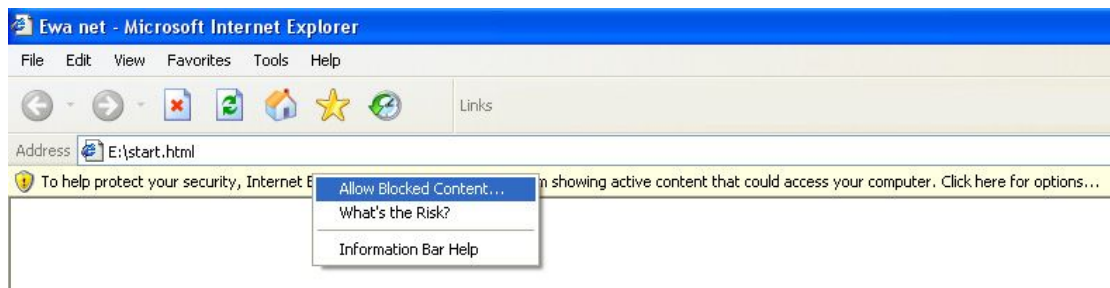 Ewa net - Microsoft Internet Explorer
File Edit View Favorites Tools Help
Links
Address E:\start.html
To help protect your security, Internet E
n showing active content that could access your computer. Click here for options...
Allow Blocked Content...
What's the Risk?
Information Bar Help